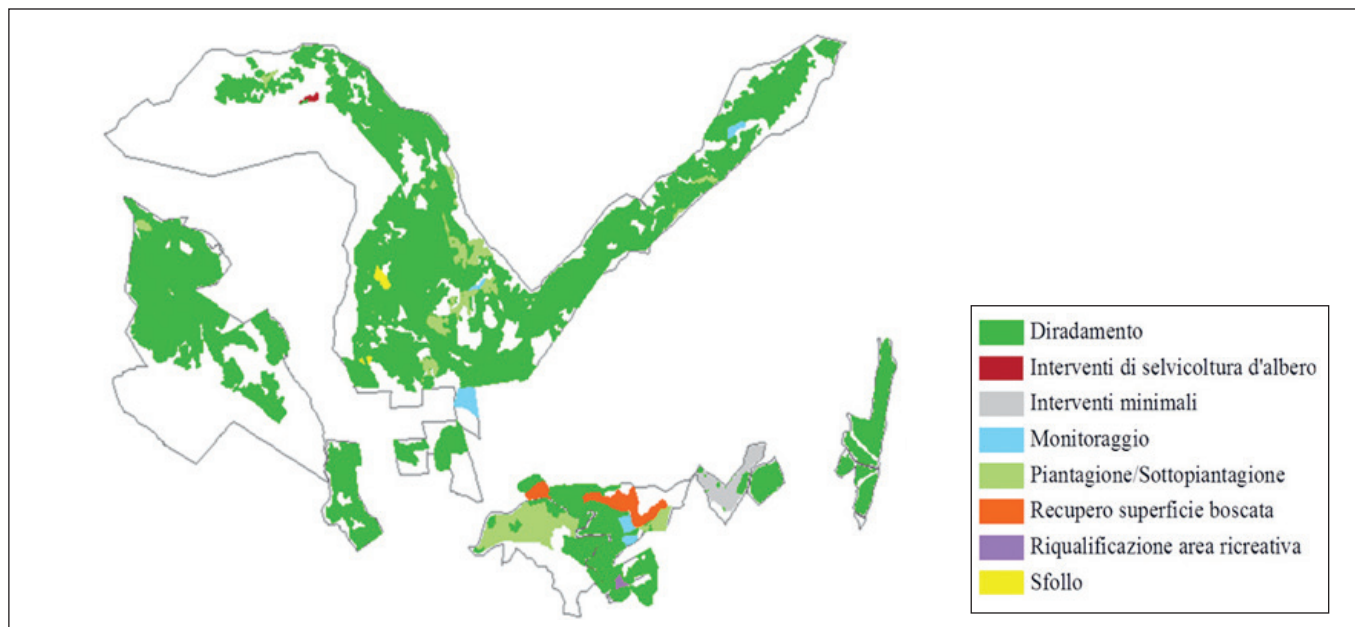 Diradamento
Interventi di selvicoltura d'albero
Interventi minimali
Monitoraggio
Piantagione/Sottopiantagione
Recupero superficie boscata
Riqualificazione area ricreativa
Sfollo